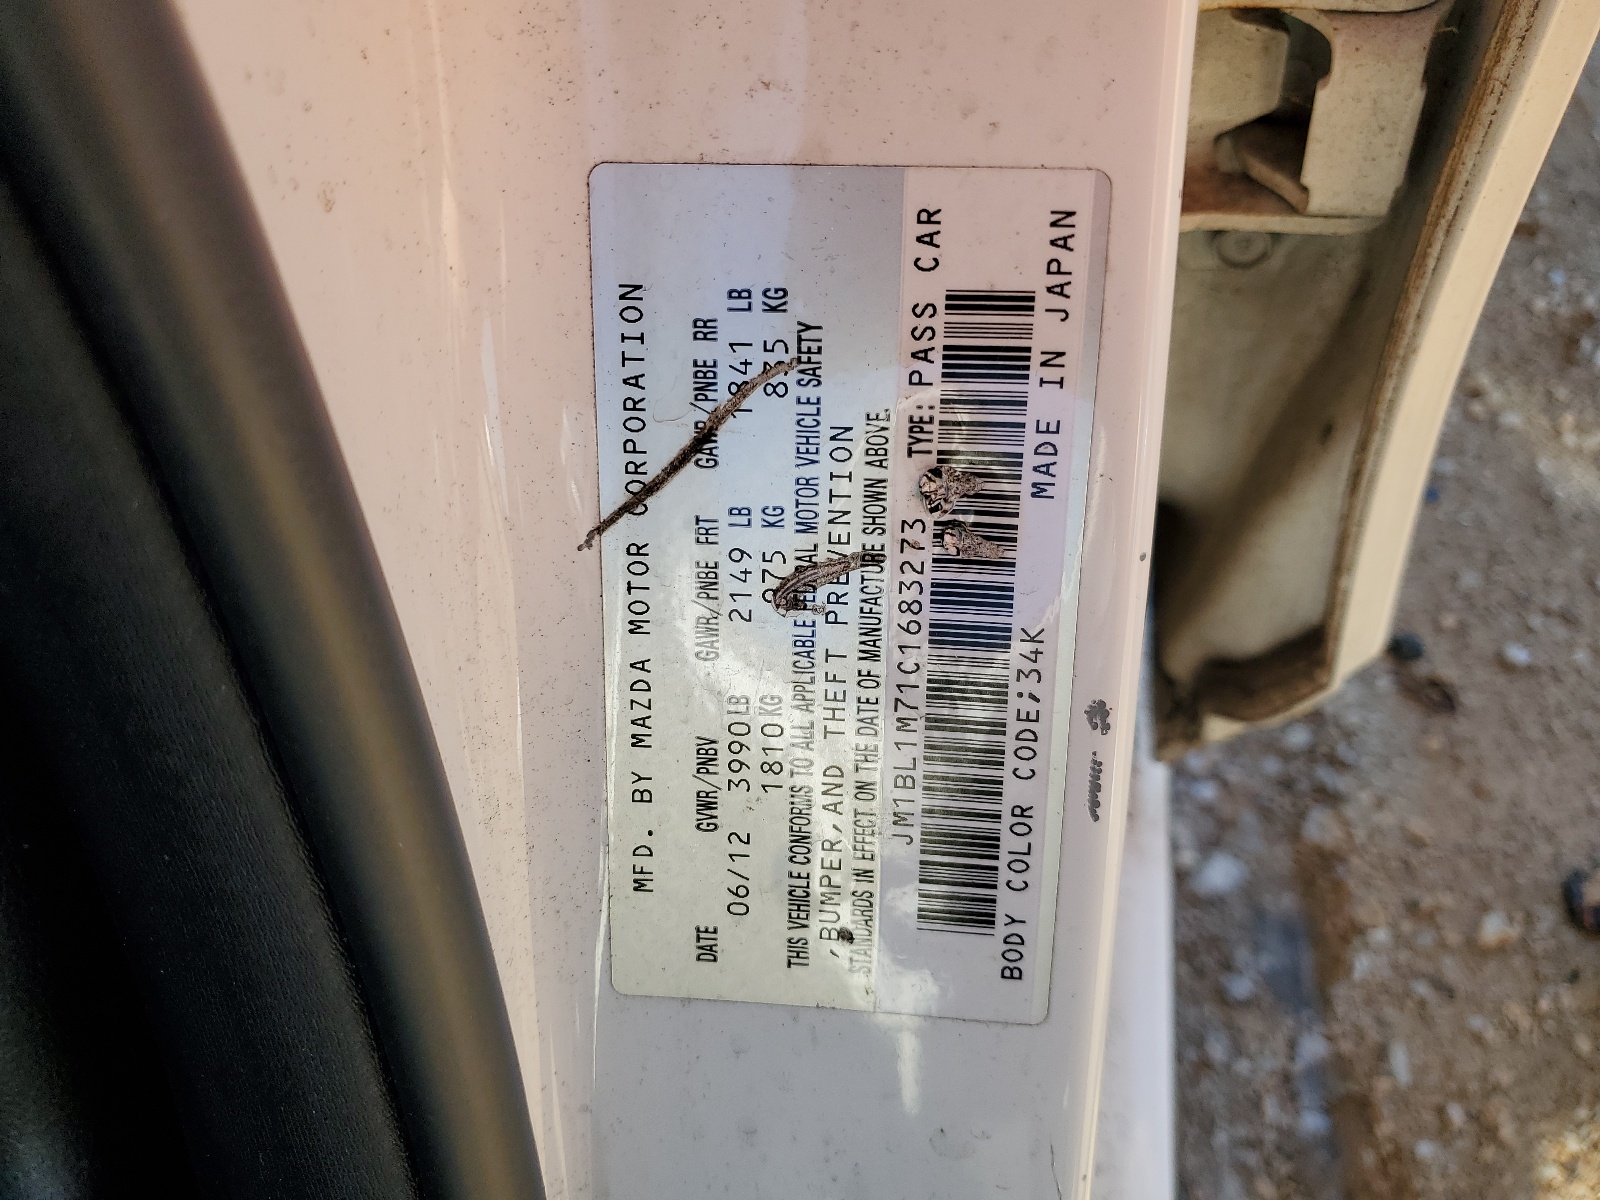 MFD. BY MAZDA MOTOR CORPORATION
DATE GVWR/PNBV GAWR/PNBE FRT GAWR/PNBE RR
06/12 3990 LB 2149 LB 1841 LB
1810 KG 975 KG 835 KG
THIS VEHICLE CONFORMS TO ALL APPLICABLE FEDERAL MOTOR VEHICLE SAFETY
,BUMPER,AND THEFT PREVENTION
STANDARDS IN EFFECT ON THE DATE OF MANUFACTURE SHOWN ABOVE.
JM1BL1M71C1683273 TYPE:PASS CAR
BODY COLOR CODE;34K MADE IN JAPAN